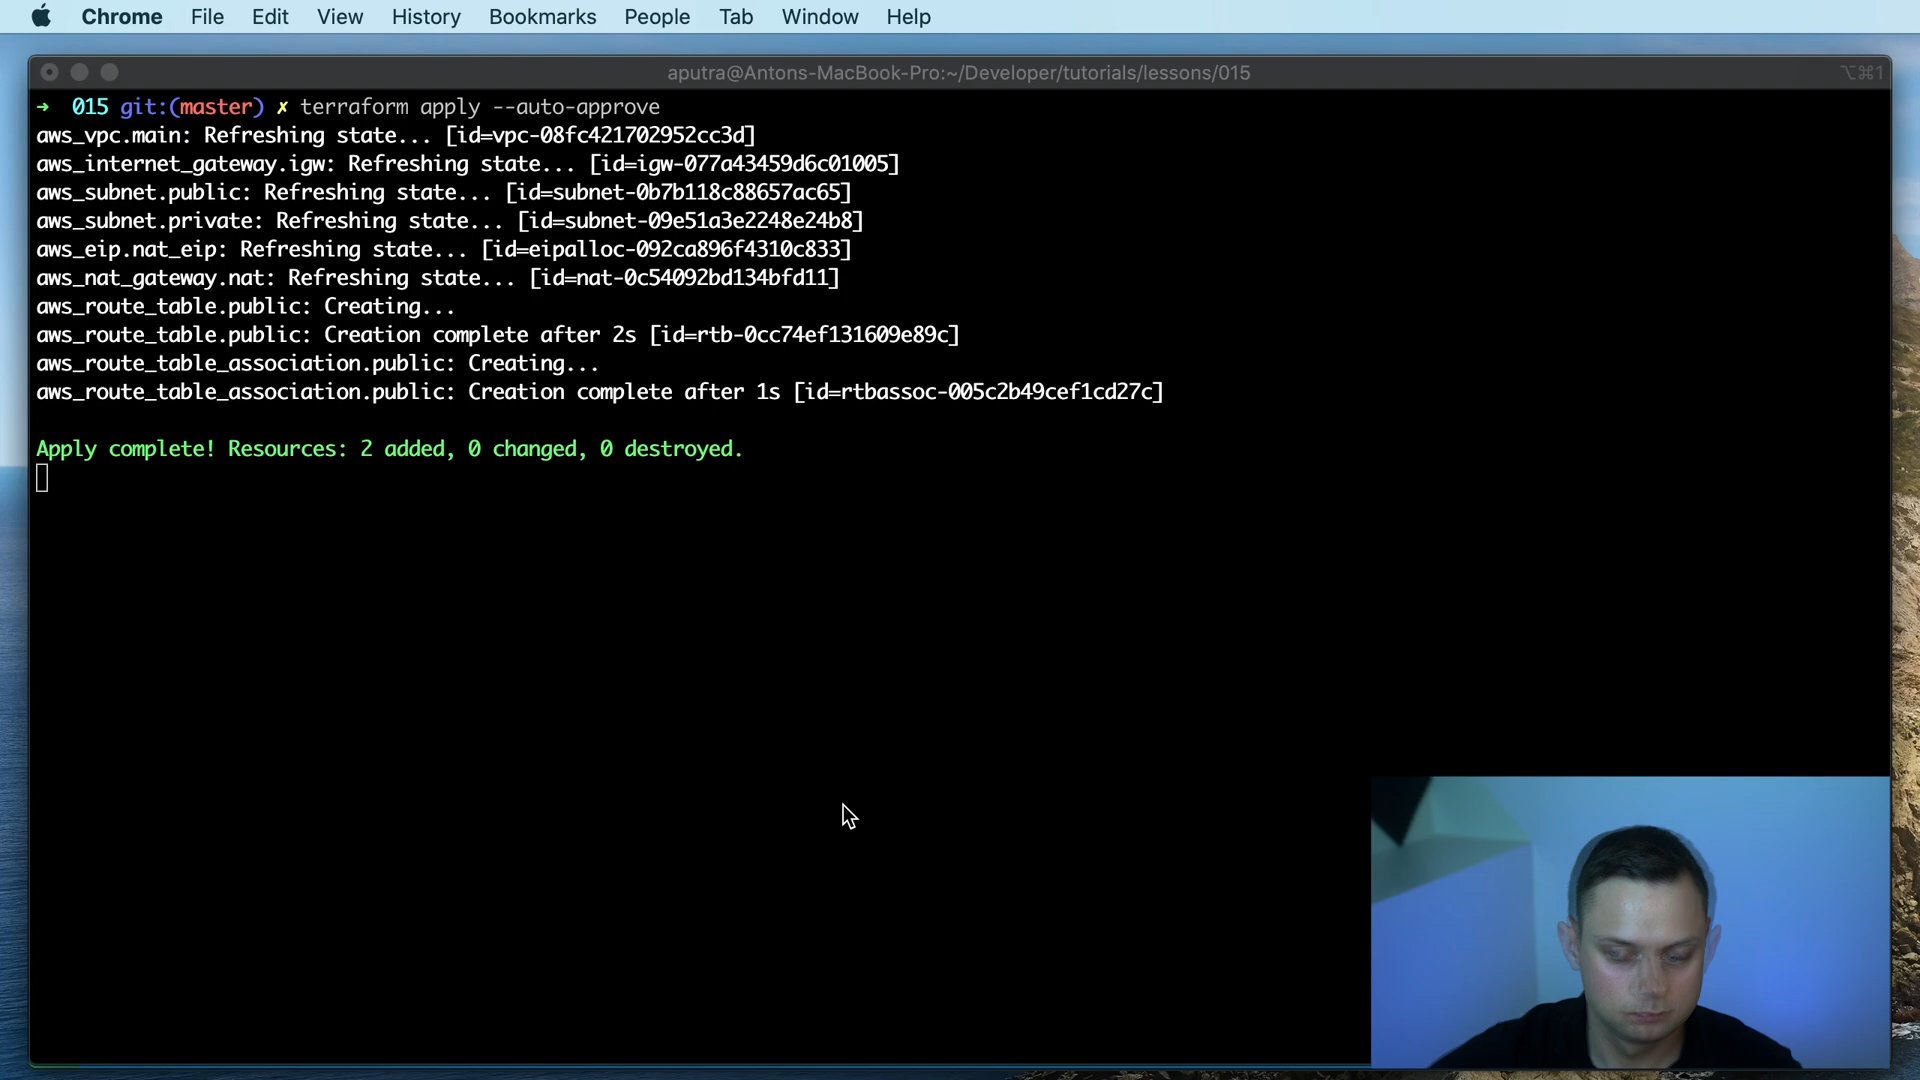 Chrome File Edit View History Bookmarks People Tab Window Help
aputra@Antons-MacBook-Pro:~/Developer/tutorials/lessons/015 ⌥⌘1
➜ 015 git:(master) ✗ terraform apply --auto-approve
aws_vpc.main: Refreshing state... [id=vpc-08fc421702952cc3d]
aws_internet_gateway.igw: Refreshing state... [id=igw-077a43459d6c01005]
aws_subnet.public: Refreshing state... [id=subnet-0b7b118c88657ac65]
aws_subnet.private: Refreshing state... [id=subnet-09e51a3e2248e24b8]
aws_eip.nat_eip: Refreshing state... [id=eipalloc-092ca896f4310c833]
aws_nat_gateway.nat: Refreshing state... [id=nat-0c54092bd134bfd11]
aws_route_table.public: Creating...
aws_route_table.public: Creation complete after 2s [id=rtb-0cc74ef131609e89c]
aws_route_table_association.public: Creating...
aws_route_table_association.public: Creation complete after 1s [id=rtbassoc-005c2b49cef1cd27c]
Apply complete! Resources: 2 added, 0 changed, 0 destroyed.